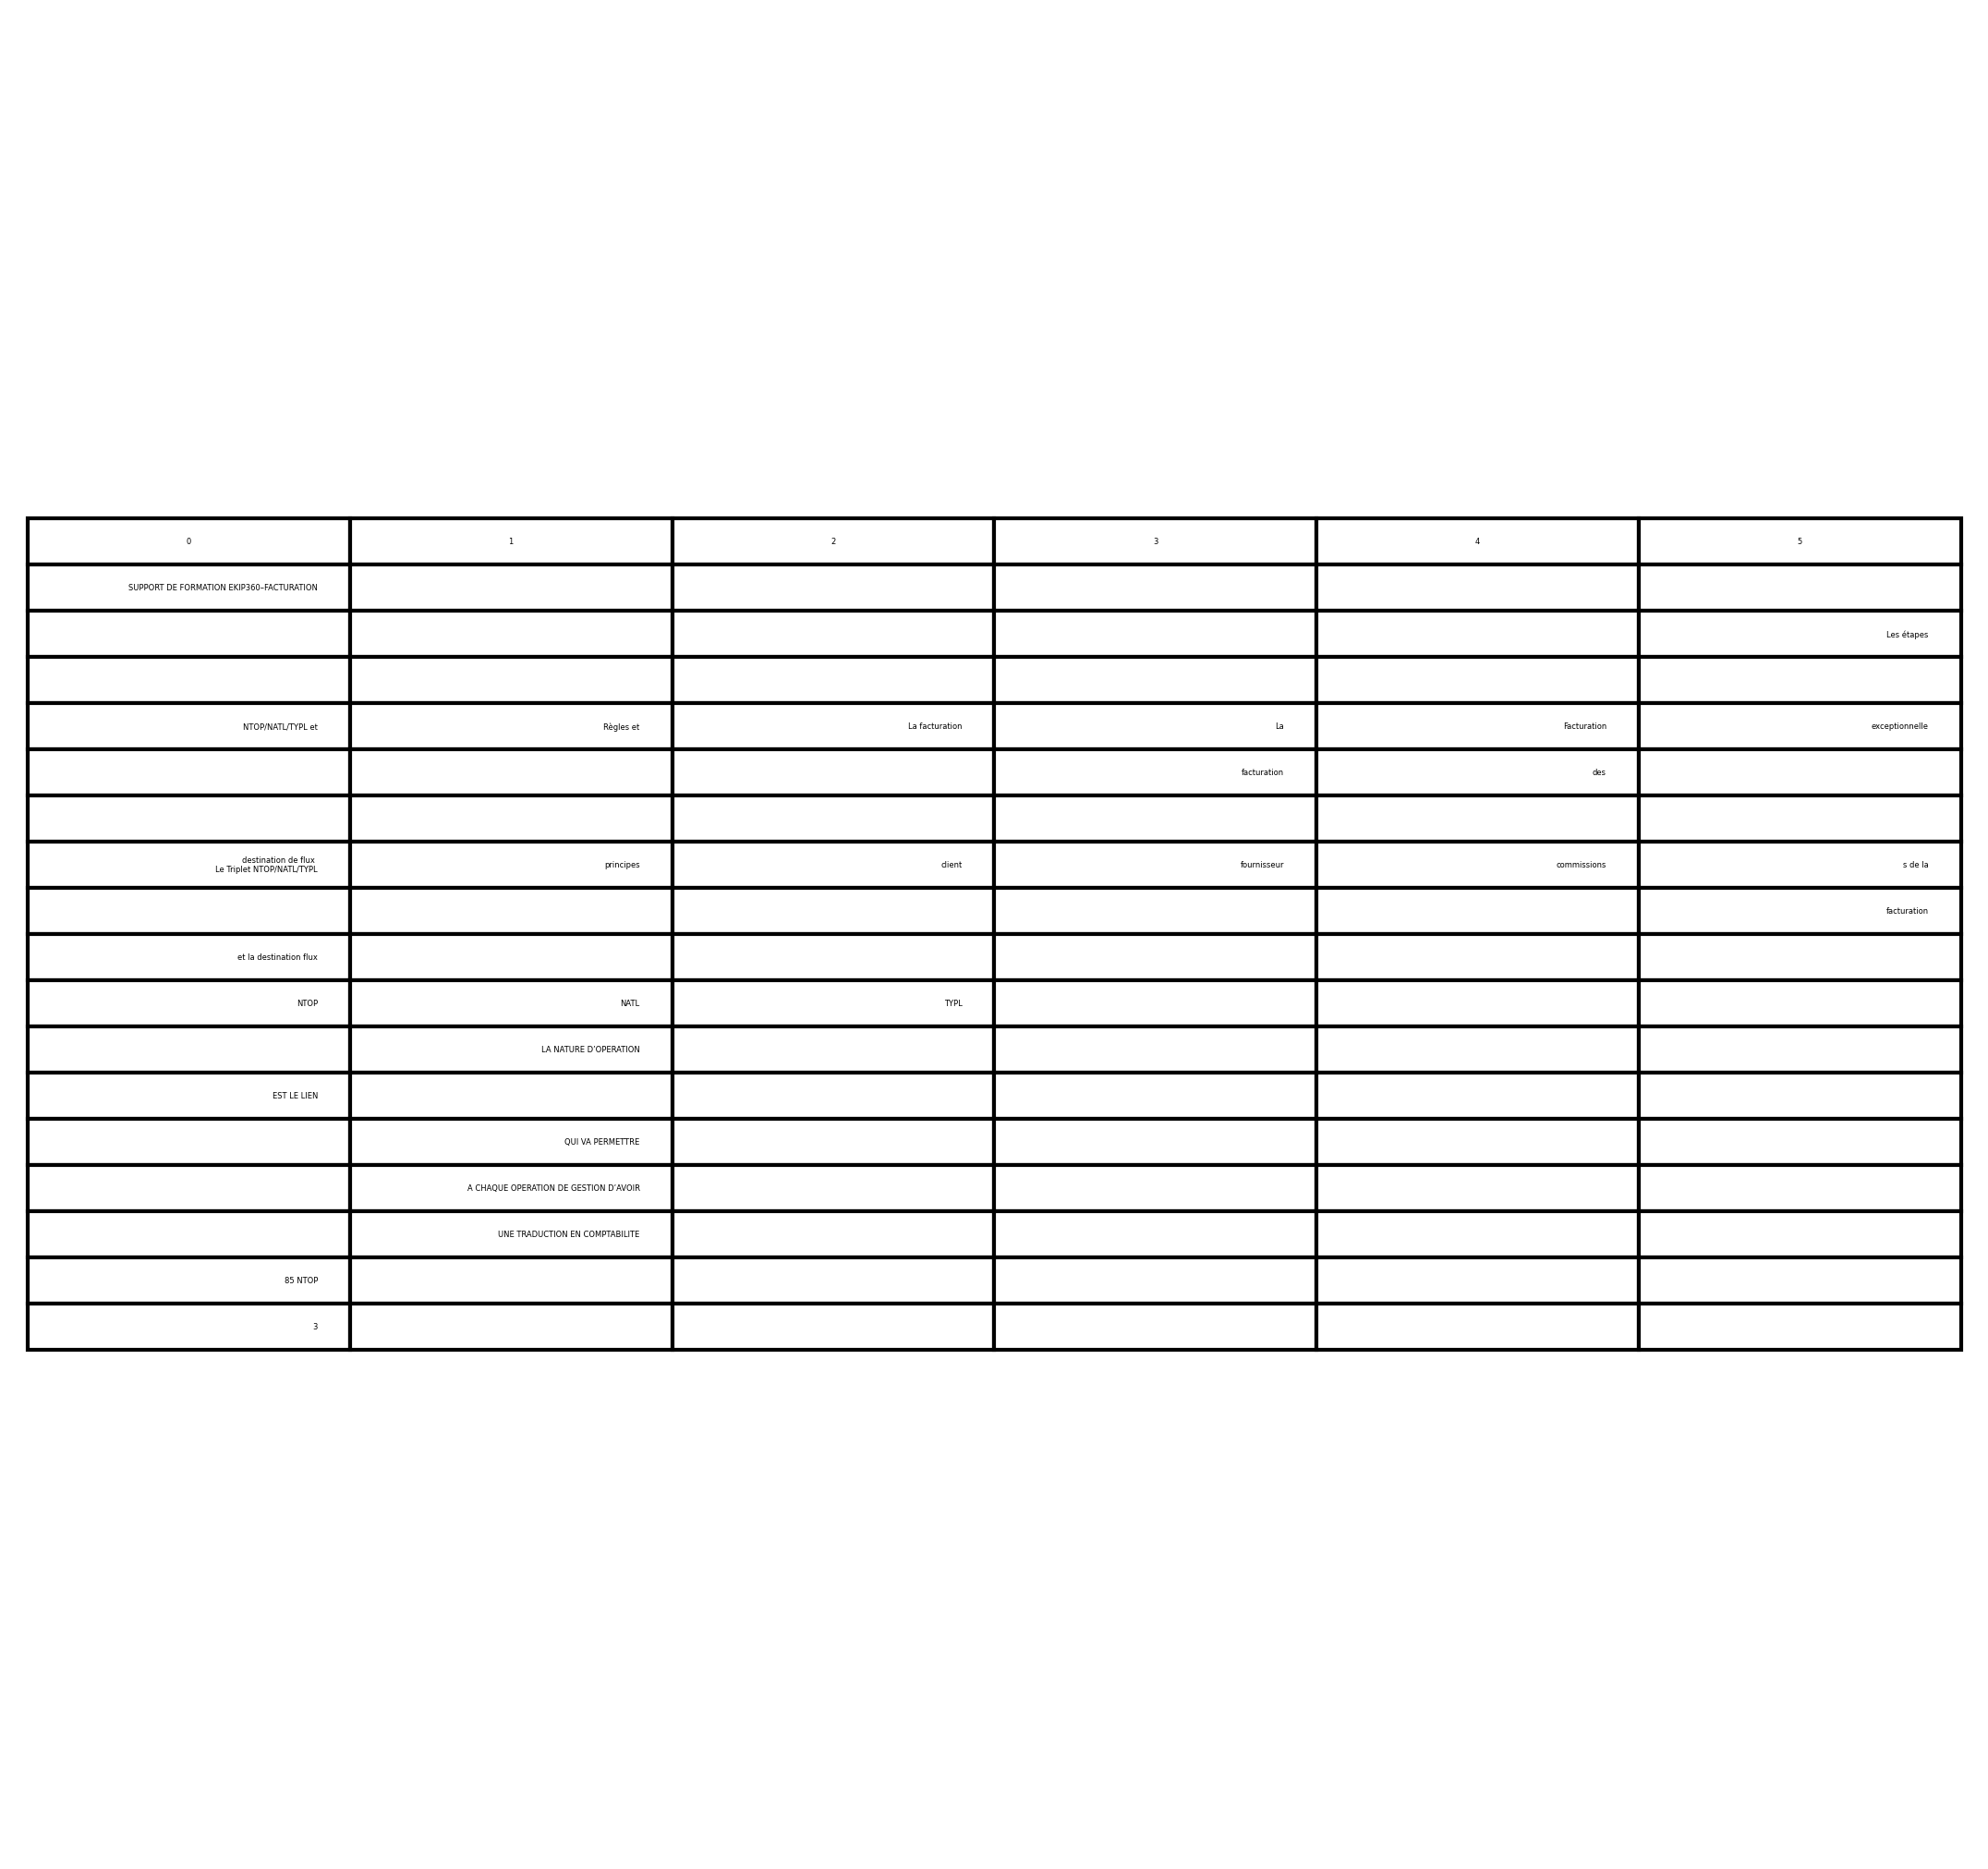 0 1 2 3 4 5
SUPPORT DE FORMATION EKIP360–FACTURATION
Les étapes
NTOP/NATL/TYPL et Règles et La facturation La Facturation exceptionnelle
facturation des
destination de flux principes client fournisseur commissions s de la
Le Triplet NTOP/NATL/TYPL
facturation
et la destination flux
NTOP NATL TYPL
LA NATURE D’OPERATION
EST LE LIEN
QUI VA PERMETTRE
A CHAQUE OPERATION DE GESTION D’AVOIR
UNE TRADUCTION EN COMPTABILITE
85 NTOP
3